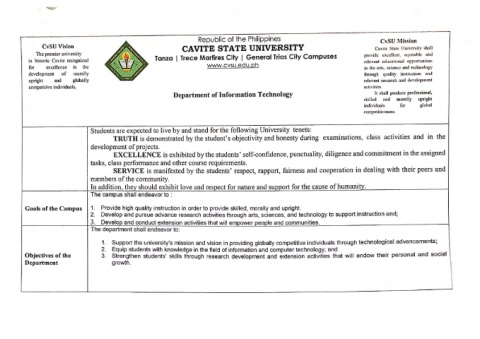 CvSU Vision
The premier university
in historic Cavite recognized
for excellence in the
development of morally
upright and globally
competitive individuals.
Republic of the Philippines
CAVITE STATE UNIVERSITY
Tanza | Trece Martires City | General Trias City Campuses
www.cvsu.edu.ph
Department of Information Technology
CvSU Mission
Cavite State University shall
provide excellent, equitable and
relevant educational opportunities
in the arts, science and technology
through quality instruction and
relevant research and development
activities.
It shall produce professional,
skilled and morally upright
individuals for global
competitiveness.
Students are expected to live by and stand for the following University tenets:
TRUTH is demonstrated by the student's objectivity and honesty during examinations, class activities and in the
development of projects.
EXCELLENCE is exhibited by the students' self-confidence, punctuality, diligence and commitment in the assigned
tasks, class performance and other course requirements.
SERVICE is manifested by the students' respect, rapport, fairness and cooperation in dealing with their peers and
members of the community.
In addition, they should exhibit love and respect for nature and support for the cause of humanity.
Goals of the Campus
The campus shall endeavor to :
1. Provide high quality instruction in order to provide skilled, morally and upright.
2. Develop and pursue advance research activities through arts, sciences, and technology to support instruction and;
3. Develop and conduct extension activities that will empower people and communities.
Objectives of the
Department
The department shall endeavor to:
1. Support the university's mission and vision in providing globally competitive individuals through technological advancements;
2. Equip students with knowledge in the field of information and computer technology; and
3. Strengthen students' skills through research development and extension activities that will endow their personal and social
growth.